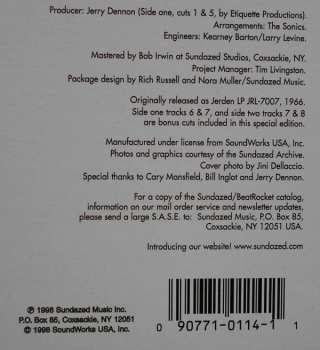 Producer: Jerry Dennon (Side one, cuts 1 & 5, by Etiquette Productions).
Arrangements: The Sonics.
Engineers: Kearney Barton/Larry Levine.
Mastered by Bob Irwin at Sundazed Studios, Coxsackie, NY.
Project Manager: Tim Livingston.
Package design by Rich Russell and Nora Muller/Sundazed Music.
Originally released as Jerden LP JRL-7007, 1966.
Side one tracks 6 & 7, and side two tracks 7 & 8
are bonus cuts included in this special edition.
Manufactured under license from SoundWorks USA, Inc.
Photos and graphics courtesy of the Sundazed Archive.
Cover photo by Jini Dellaccio.
Special thanks to Cary Mansfield, Bill Inglot and Jerry Dennon.
For a copy of the Sundazed/BeatRocket catalog,
information on our mail order service and newsletter updates,
please send a large S.A.S.E. to: Sundazed Music, P.O. Box 85,
Coxsackie, NY 12051 USA
Introducing our website! www.sundazed.com
℗ 1998 Sundazed Music Inc.
P.O. Box 85, Coxsackie, NY 12051
© 1998 SoundWorks USA, Inc.
0 90771-0114-1 1